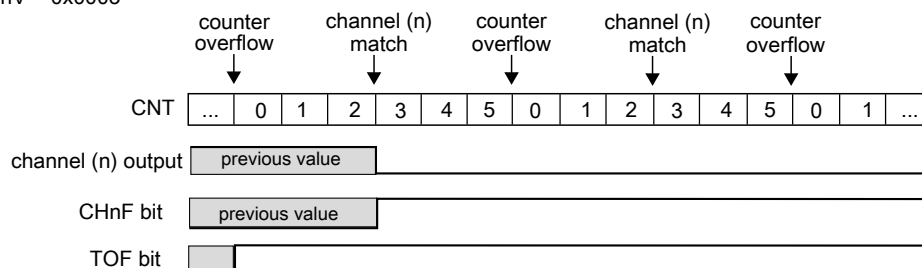 counter channel (n) counter channel (n) counter
overflow match overflow match overflow
CNT ... 0 1 2 3 4 5 0 1 2 3 4 5 0 1 ...
channel (n) output previous value
CHnF bit previous value
TOF bit